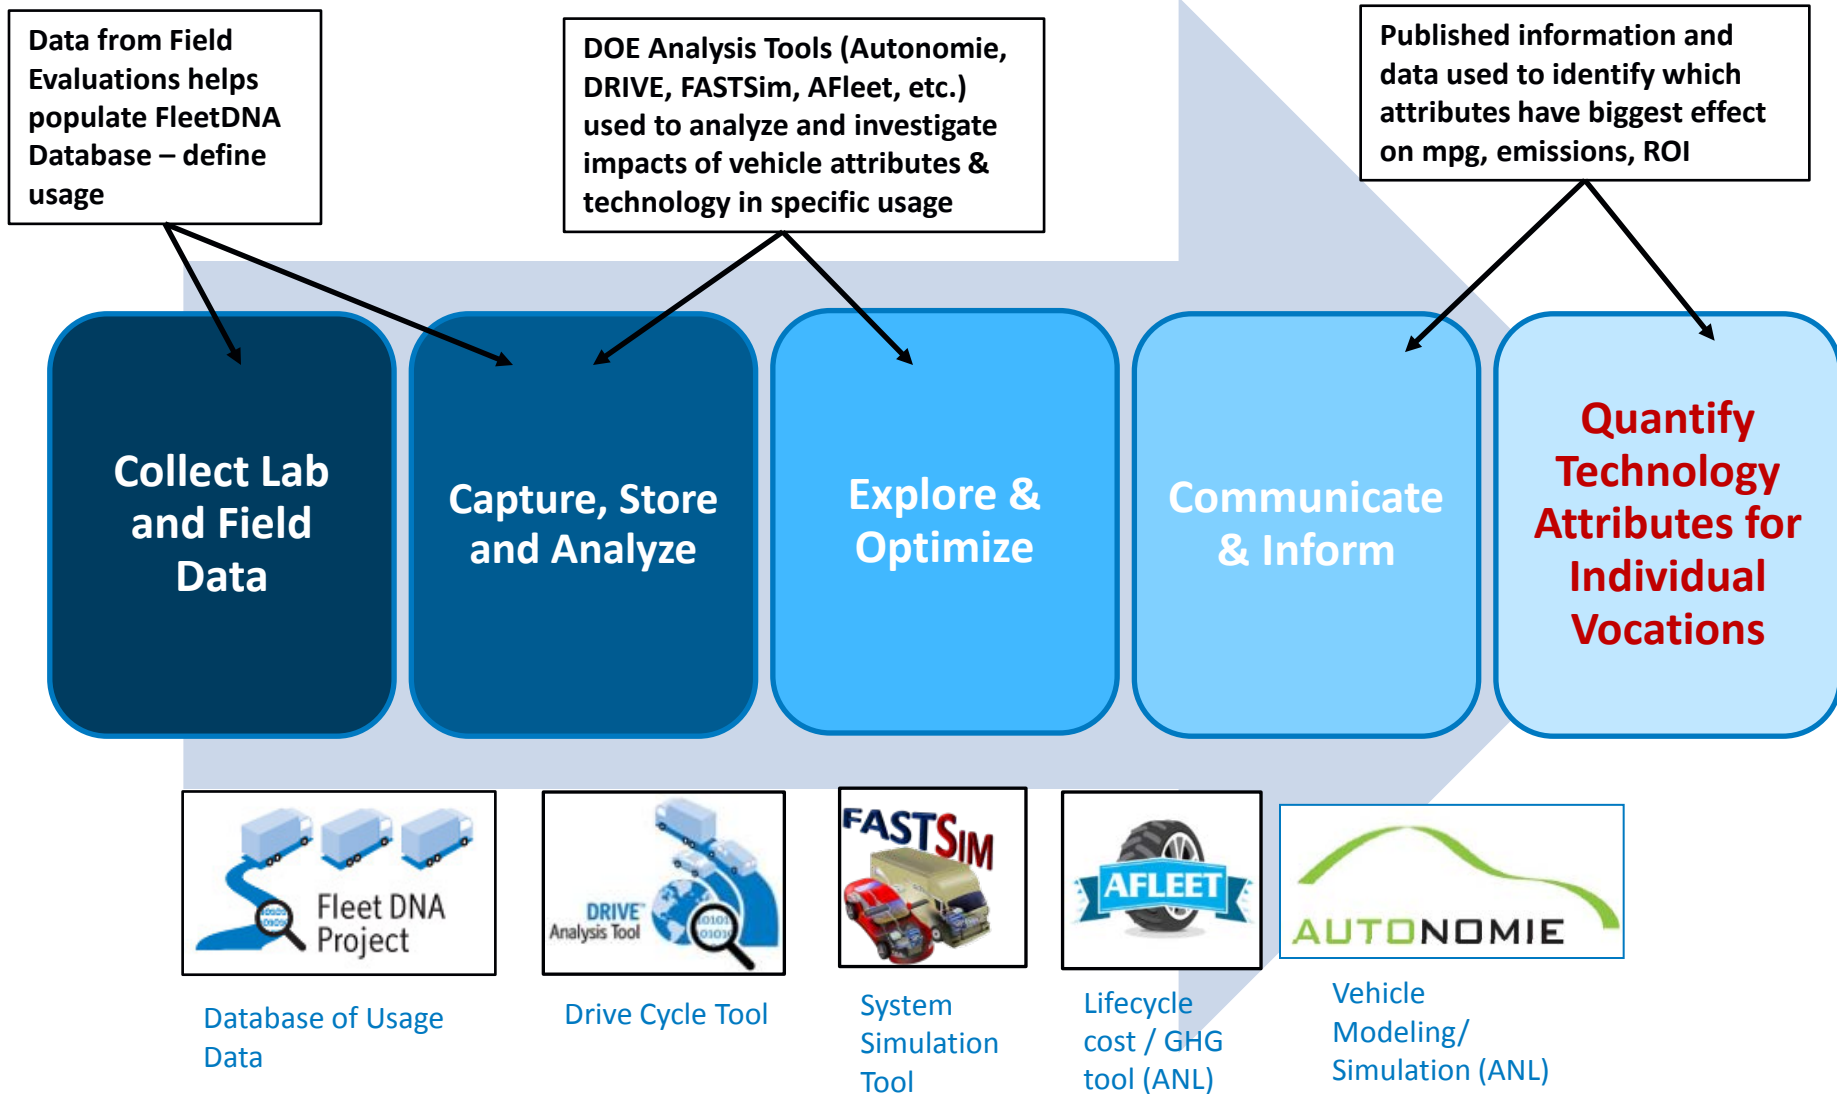 Data from Field
Evaluations helps
populate FleetDNA
Database – define
usage
DOE Analysis Tools (Autonomie,
DRIVE, FASTSim, AFleet, etc.)
used to analyze and investigate
impacts of vehicle attributes &
technology in specific usage
Published information and
data used to identify which
attributes have biggest effect
on mpg, emissions, ROI
Collect Lab
and Field
Data
Capture, Store
and Analyze
Explore &
Optimize
Communicate
& Inform
Quantify
Technology
Attributes for
Individual
Vocations
Fleet DNA
Project
DRIVE™
Analysis Tool
FASTSIM
AFLEET
AUTONOMIE
Database of Usage
Data
Drive Cycle Tool
System
Simulation
Tool
Lifecycle
cost / GHG
tool (ANL)
Vehicle
Modeling/
Simulation (ANL)